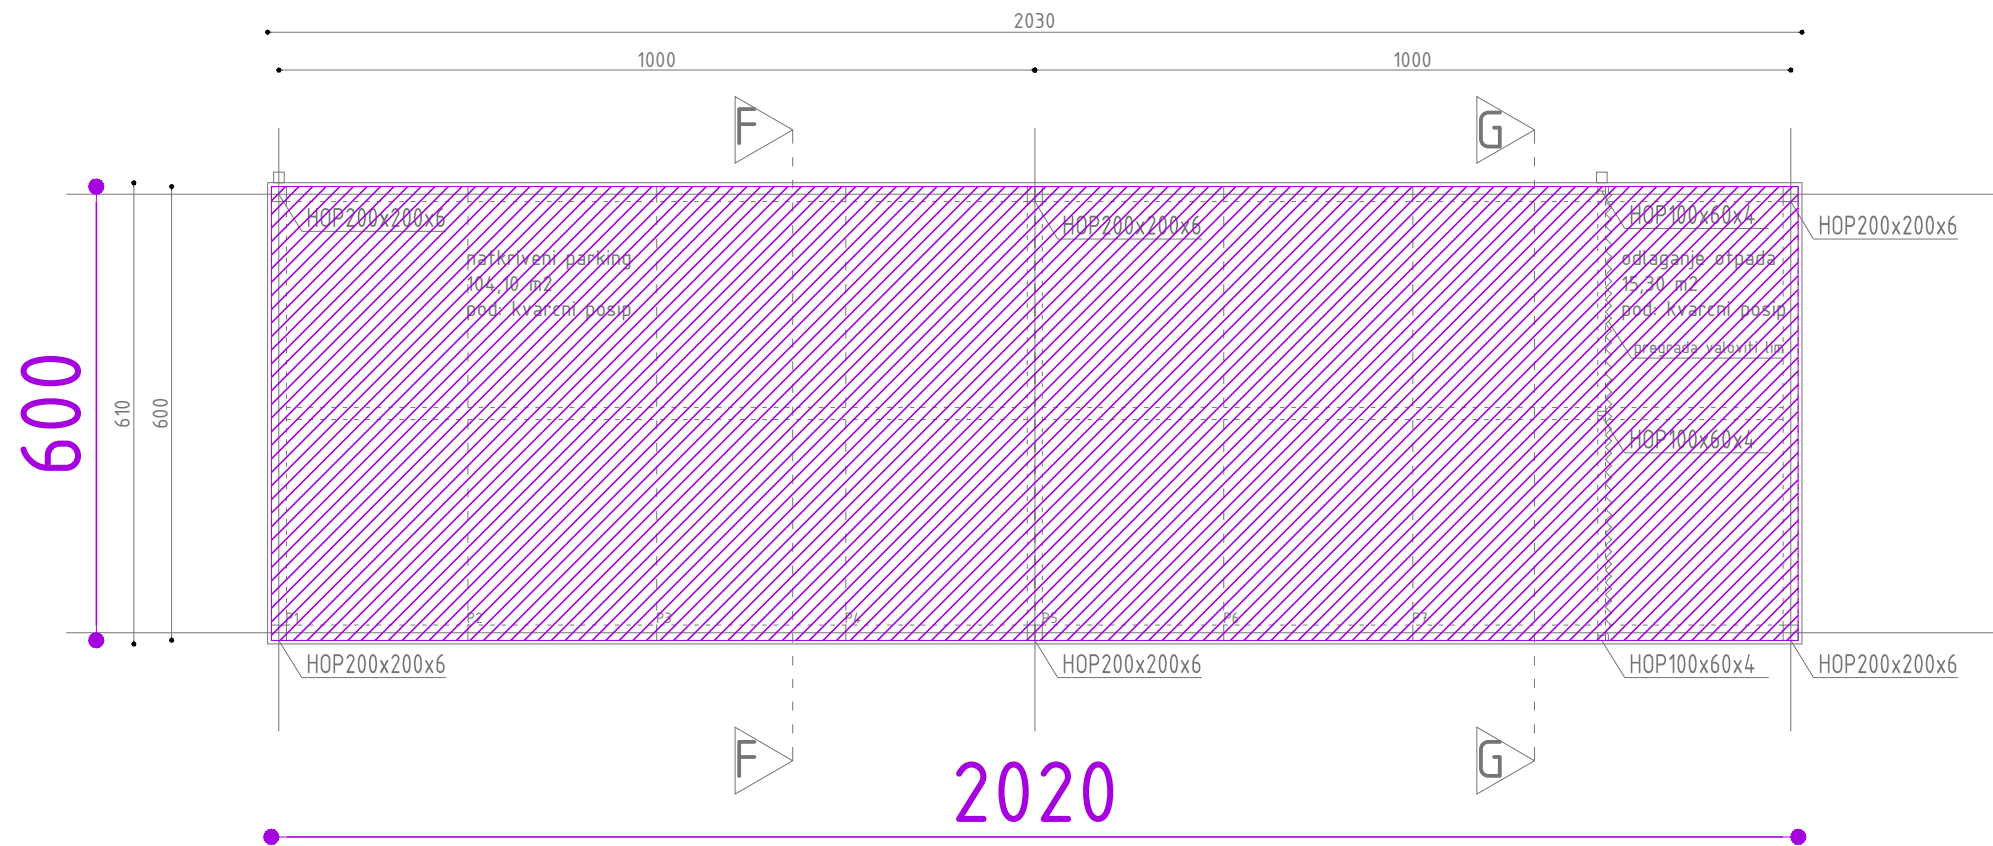 2030
1000 1000
F G
HOP200x200x6 HOP200x200x6 HOP100x60x4 HOP200x200x6
natkriveni parking
104,10 m2
pod: kvarcni posip
odlaganje otpada
15,30 m2
pod: kvarcni posip
pregrada valoviti lim
600 610 600
HOP100x60x4
P1 P2 P3 P4 P5 P6 P7
HOP200x200x6 HOP200x200x6 HOP100x60x4 HOP200x200x6
F G
2020